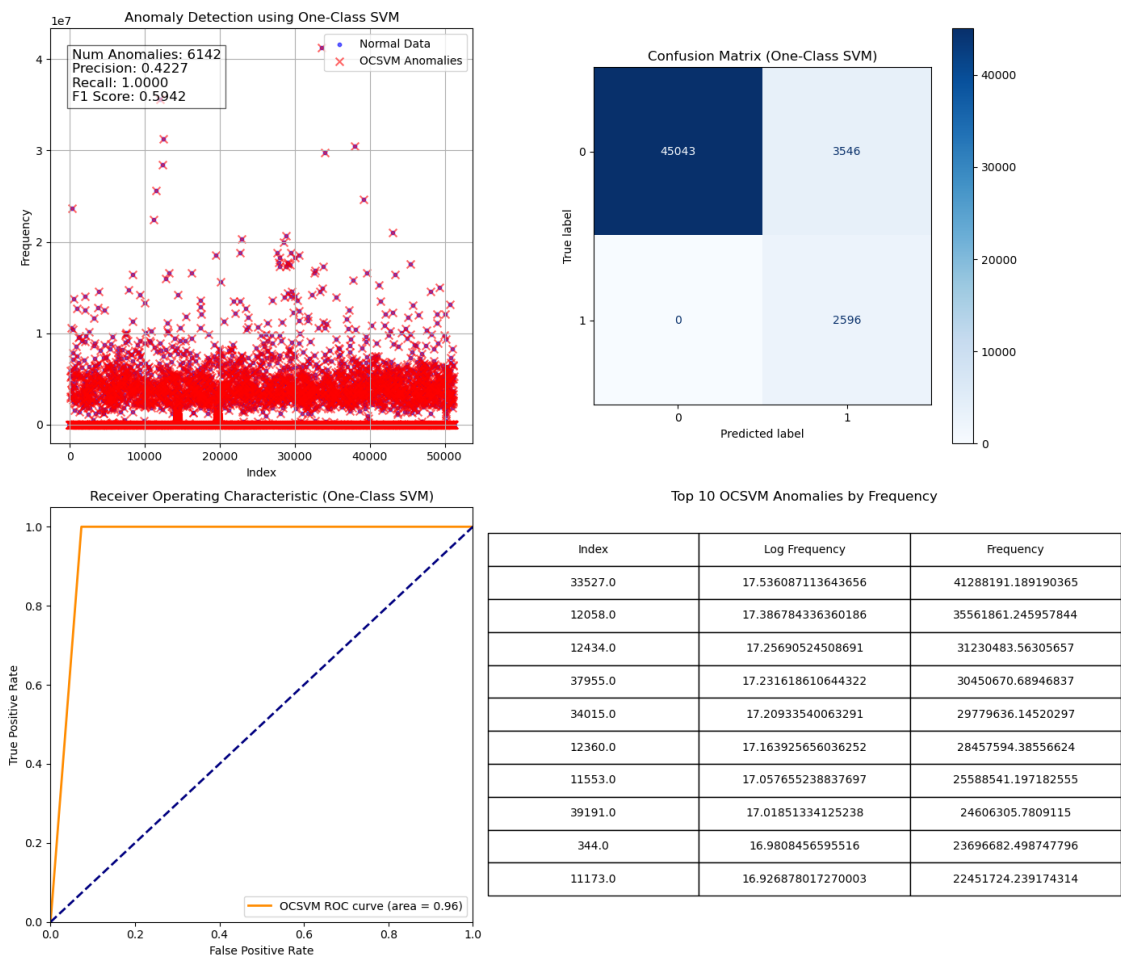 Anomaly Detection using One-Class SVM
1e7
Num Anomalies: 6142
Precision: 0.4227
Recall: 1.0000
F1 Score: 0.5942
Normal Data
OCSVM Anomalies
4
3
2
1
0
Frequency
0 10000 20000 30000 40000 50000
Index
Confusion Matrix (One-Class SVM)
True label
0
1
45043 3546
0 2596
0 1
Predicted label
40000
30000
20000
10000
0
Receiver Operating Characteristic (One-Class SVM)
True Positive Rate
1.0
0.8
0.6
0.4
0.2
0.0
OCSVM ROC curve (area = 0.96)
0.0 0.2 0.4 0.6 0.8 1.0
False Positive Rate
Top 10 OCSVM Anomalies by Frequency
Index Log Frequency Frequency
33527.0 17.536087113643656 41288191.189190365
12058.0 17.386784336360186 35561861.245957844
12434.0 17.25690524508691 31230483.56305657
37955.0 17.231618610644322 30450670.68946837
34015.0 17.20933540063291 29779636.14520297
12360.0 17.163925656036252 28457594.38556624
11553.0 17.057655238837697 25588541.197182555
39191.0 17.01851334125238 24606305.7809115
344.0 16.9808456595516 23696682.498747796
11173.0 16.926878017270003 22451724.239174314